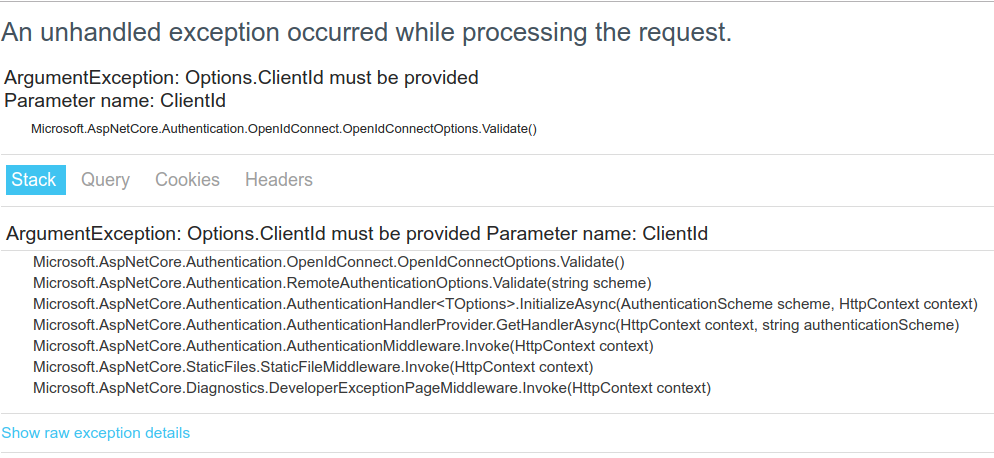 An unhandled exception occurred while processing the request.
ArgumentException: Options.ClientId must be provided
Parameter name: ClientId
Microsoft.AspNetCore.Authentication.OpenIdConnect.OpenIdConnectOptions.Validate()
Stack Query Cookies Headers
ArgumentException: Options.ClientId must be provided Parameter name: ClientId
Microsoft.AspNetCore.Authentication.OpenIdConnect.OpenIdConnectOptions.Validate()
Microsoft.AspNetCore.Authentication.RemoteAuthenticationOptions.Validate(string scheme)
Microsoft.AspNetCore.Authentication.AuthenticationHandler<TOptions>.InitializeAsync(AuthenticationScheme scheme, HttpContext context)
Microsoft.AspNetCore.Authentication.AuthenticationHandlerProvider.GetHandlerAsync(HttpContext context, string authenticationScheme)
Microsoft.AspNetCore.Authentication.AuthenticationMiddleware.Invoke(HttpContext context)
Microsoft.AspNetCore.StaticFiles.StaticFileMiddleware.Invoke(HttpContext context)
Microsoft.AspNetCore.Diagnostics.DeveloperExceptionPageMiddleware.Invoke(HttpContext context)
Show raw exception details